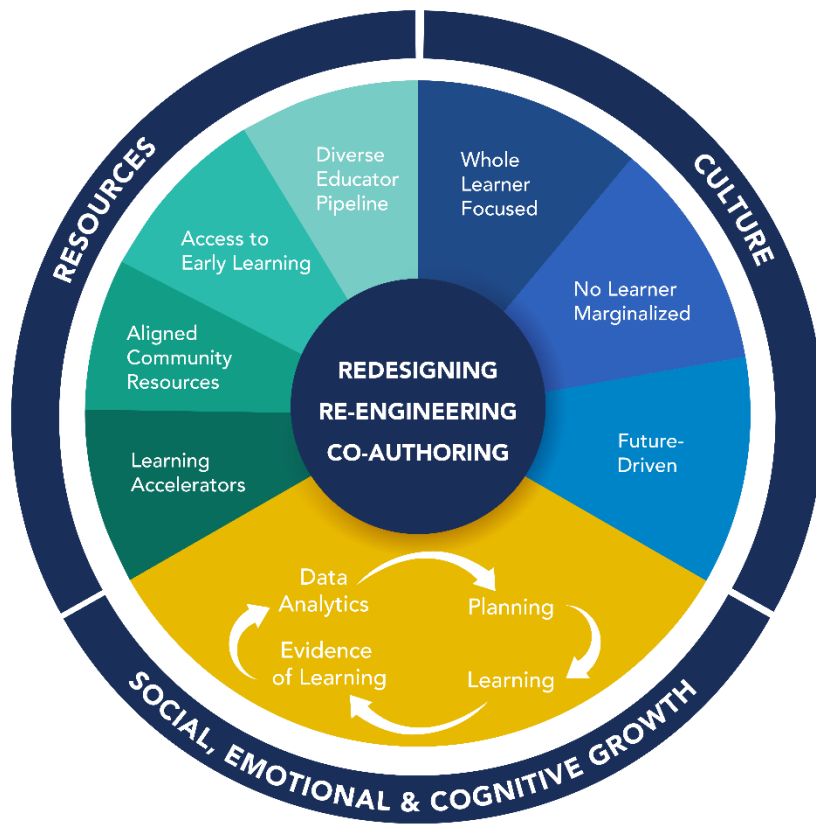 RESOURCES
CULTURE
SOCIAL, EMOTIONAL & COGNITIVE GROWTH
Diverse
Educator
Pipeline
Whole
Learner
Focused
Access to
Early Learning
No Learner
Marginalized
Aligned
Community
Resources
Future-
Driven
Learning
Accelerators
REDESIGNING
RE-ENGINEERING
CO-AUTHORING
Data
Analytics
Planning
Learning
Evidence
of Learning